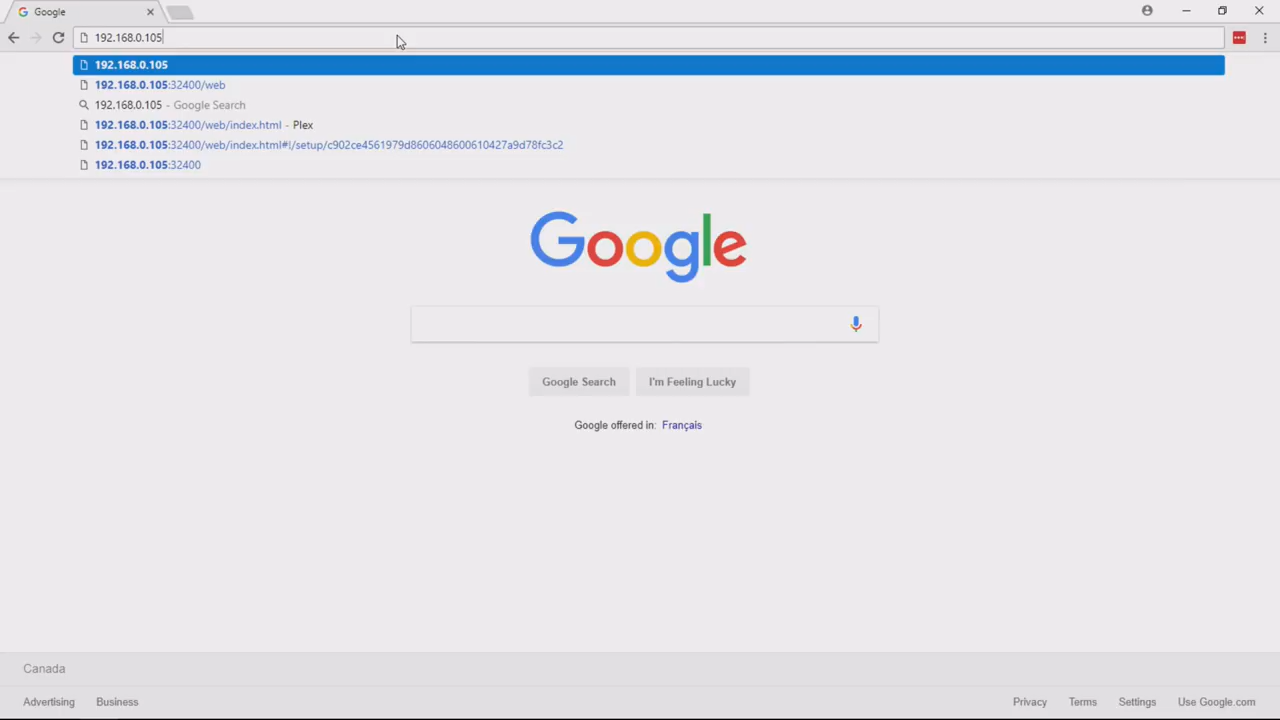 Google
192.168.0.105
192.168.0.105
192.168.0.105:32400/web
192.168.0.105 - Google Search
192.168.0.105:32400/web/index.html - Plex
192.168.0.105:32400/web/index.html#!/setup/c902ce4561979d8606048600610427a9d78fc3c2
192.168.0.105:32400
Google
Google Search I'm Feeling Lucky
Google offered in: Français
Canada
Advertising Business Privacy Terms Settings Use Google.com